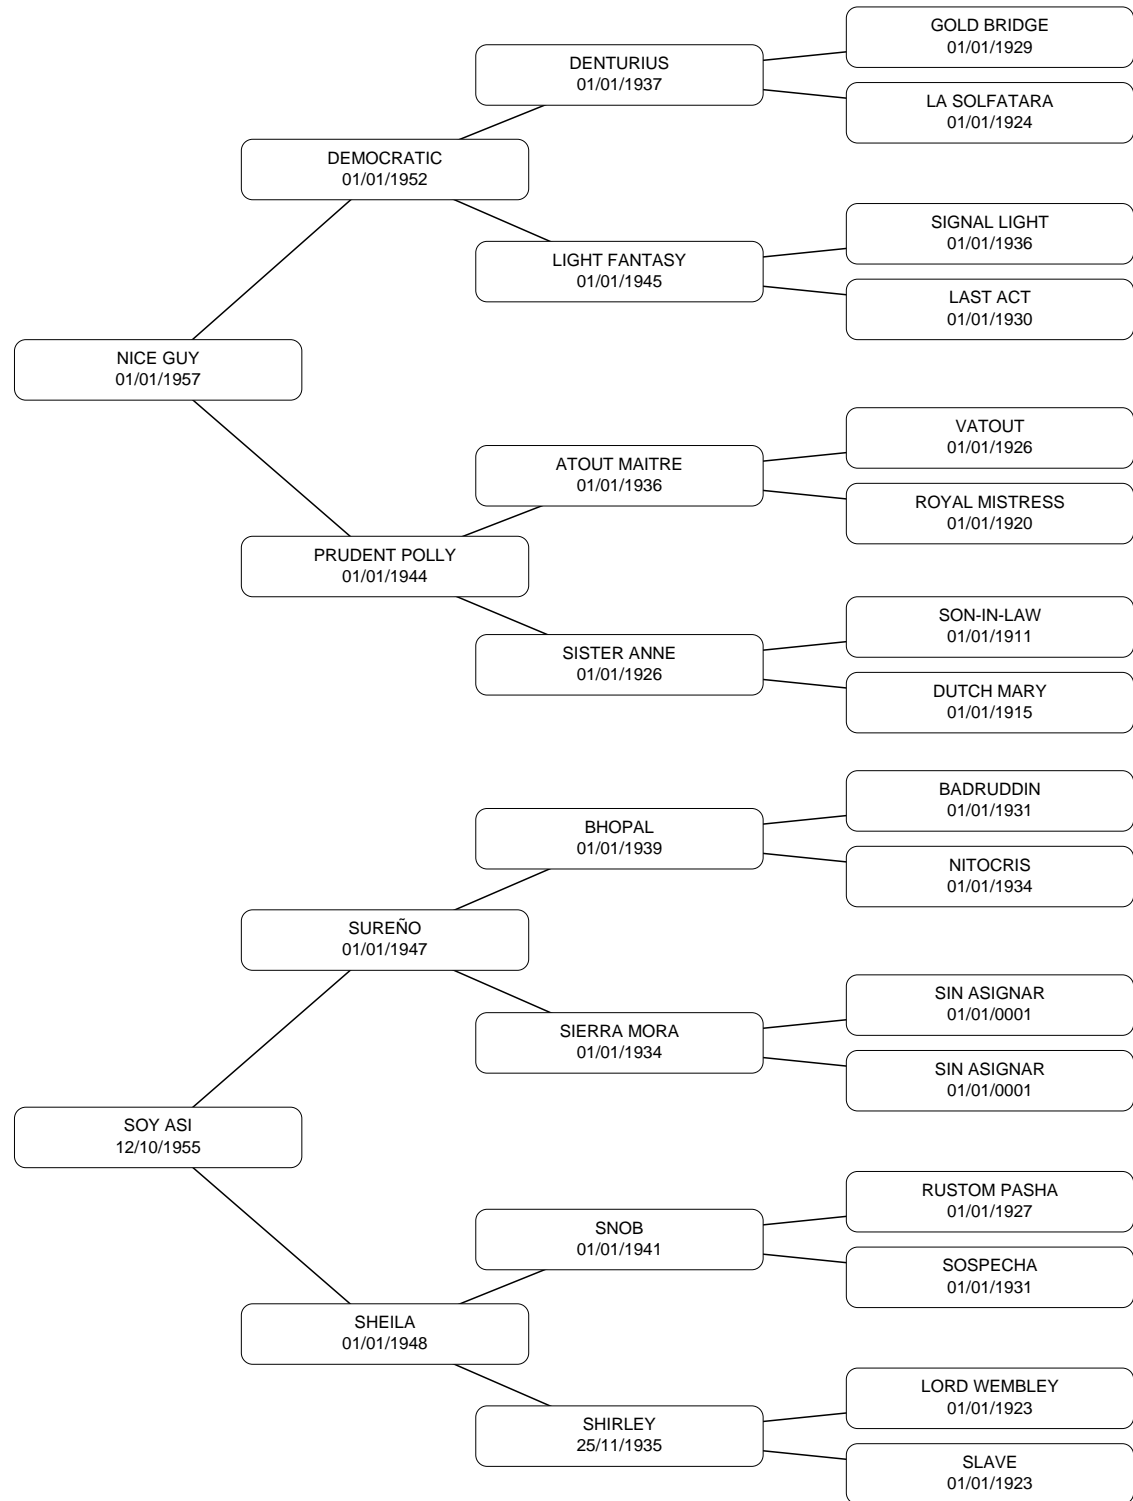 GOLD BRIDGE
01/01/1929
DENTURIUS
01/01/1937
LA SOLFATARA
01/01/1924
DEMOCRATIC
01/01/1952
SIGNAL LIGHT
01/01/1936
LIGHT FANTASY
01/01/1945
LAST ACT
01/01/1930
NICE GUY
01/01/1957
VATOUT
01/01/1926
ATOUT MAITRE
01/01/1936
ROYAL MISTRESS
01/01/1920
PRUDENT POLLY
01/01/1944
SON-IN-LAW
01/01/1911
SISTER ANNE
01/01/1926
DUTCH MARY
01/01/1915
BADRUDDIN
01/01/1931
BHOPAL
01/01/1939
NITOCRIS
01/01/1934
SUREÑO
01/01/1947
SIN ASIGNAR
01/01/0001
SIERRA MORA
01/01/1934
SIN ASIGNAR
01/01/0001
SOY ASI
12/10/1955
RUSTOM PASHA
01/01/1927
SNOB
01/01/1941
SOSPECHA
01/01/1931
SHEILA
01/01/1948
LORD WEMBLEY
01/01/1923
SHIRLEY
25/11/1935
SLAVE
01/01/1923